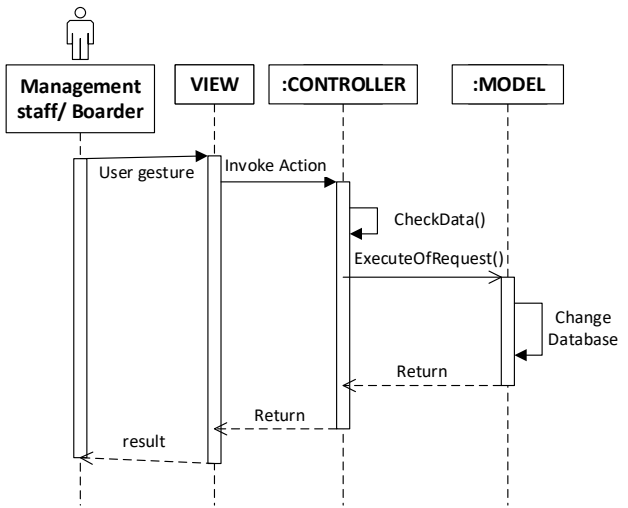 Management
staff/ Boarder
VIEW
:CONTROLLER
:MODEL
User gesture
Invoke Action
CheckData()
ExecuteOfRequest()
Change
Database
Return
Return
result